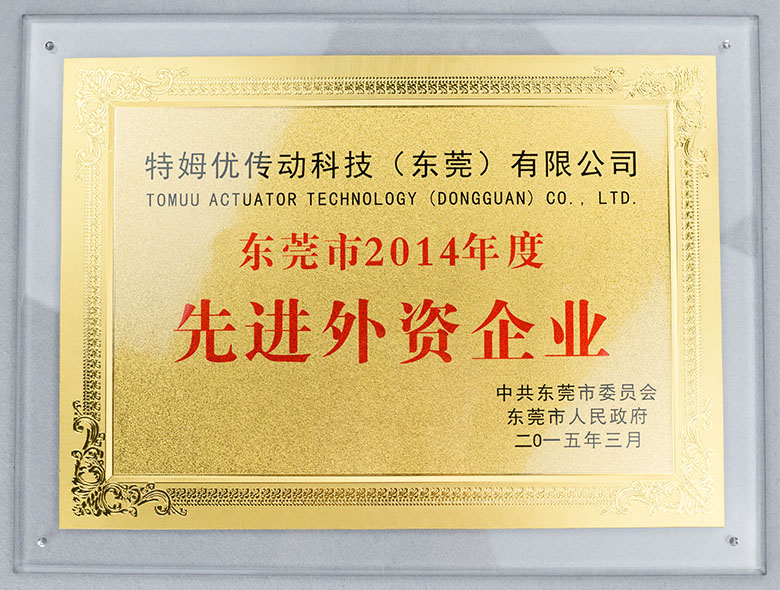 特姆优传动科技（东莞）有限公司
TOMUU ACTUATOR TECHNOLOGY (DONGGUAN) CO., LTD.
东莞市2014年度
先进外资企业
中共东莞市委员会
东莞市人民政府
二O一五年三月